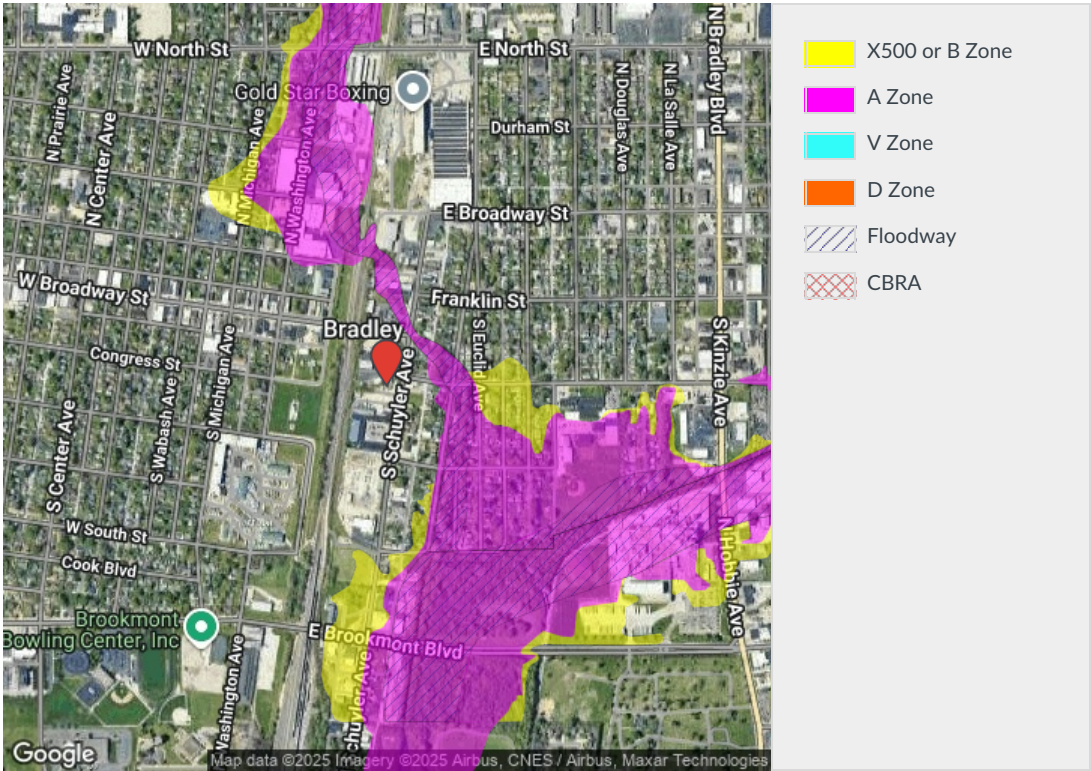 W North St
E North St
N Bradley Blvd
N Prairie Ave
Gold Star Boxing
N Center Ave
N Michigan Ave
N Washington Ave
Durham St
N Douglas Ave
N La Salle Ave
E Broadway St
W Broadway St
Franklin St
Bradley
Congress St
S Euclid Ave
S Kinzie Ave
S Michigan Ave
S Wabash Ave
S Center Ave
S Schuyler Ave
W South St
Cook Blvd
N Hobbie Ave
Brookmont
Bowling Center, Inc
E Brookmont Blvd
Washington Ave
chuyler Ave
Google
Map data ©2025 Imagery ©2025 Airbus, CNES / Airbus, Maxar Technologies
X500 or B Zone
A Zone
V Zone
D Zone
Floodway
CBRA